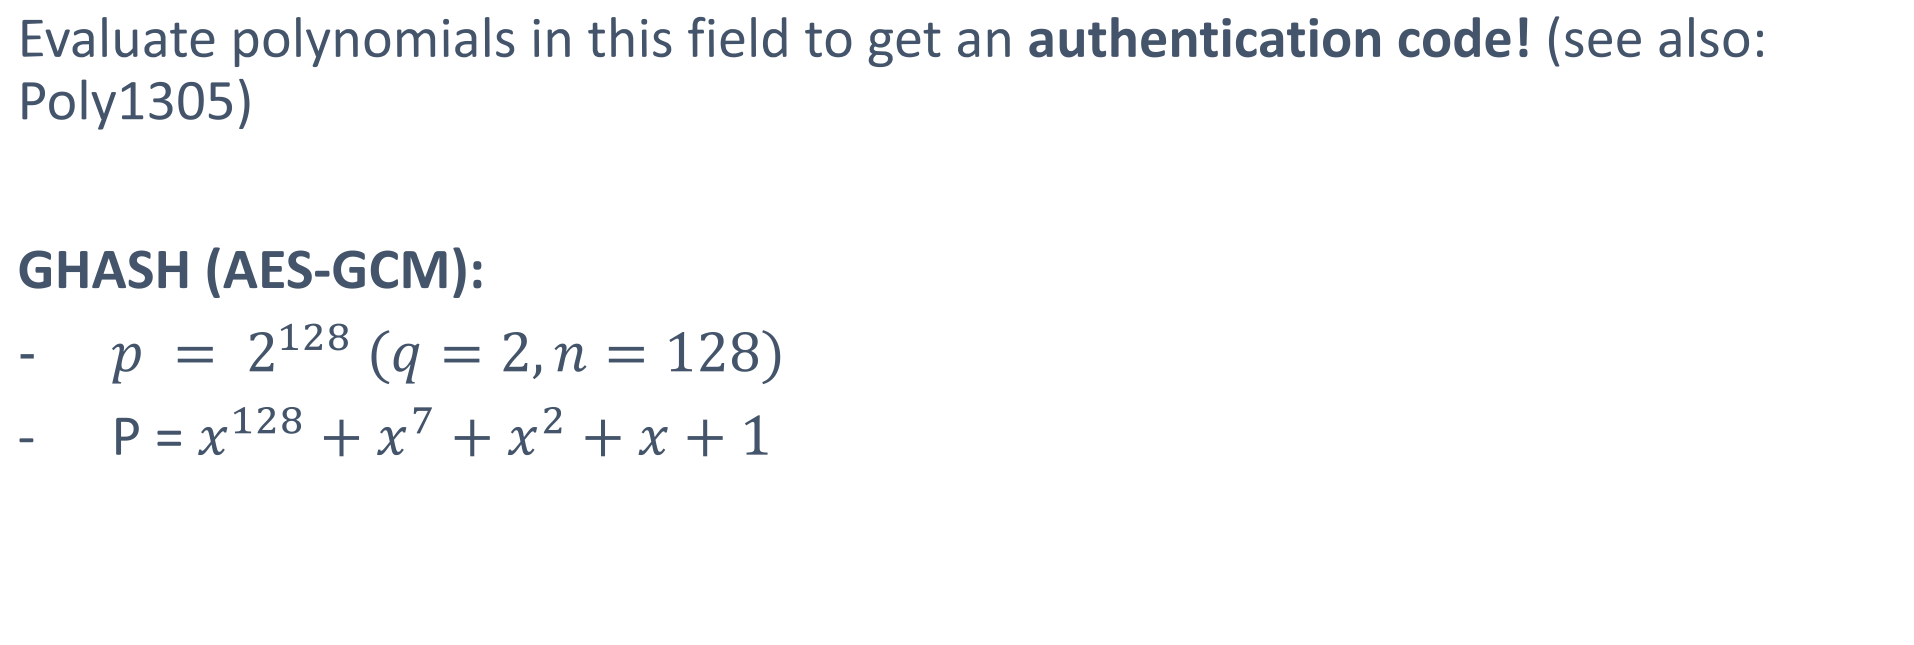 Evaluate polynomials in this field to get an authentication code! (see also:
Poly1305)
GHASH (AES-GCM):
- p = 2^128 (q = 2, n = 128)
- P = x^128 + x^7 + x^2 + x + 1